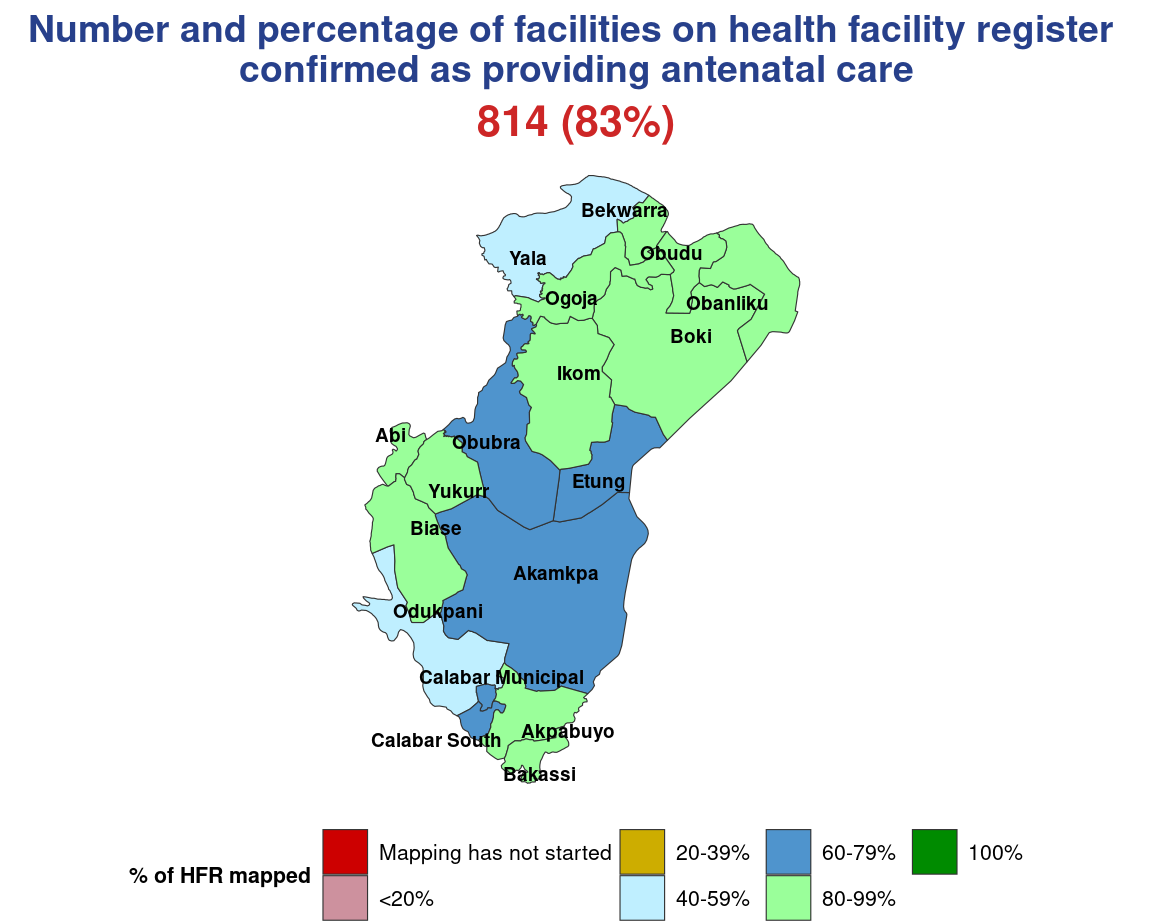 Number and percentage of facilities on health facility register
confirmed as providing antenatal care
814 (83%)
Bekwarra
Yala
Obudu
Ogoja
Obanliku
Boki
Ikom
Abi
Obubra
Etung
Yukurr
Biase
Akamkpa
Odukpani
Calabar Municipal
Akpabuyo
Calabar South
Bakassi
% of HFR mapped
Mapping has not started
<20%
20-39%
40-59%
60-79%
80-99%
100%